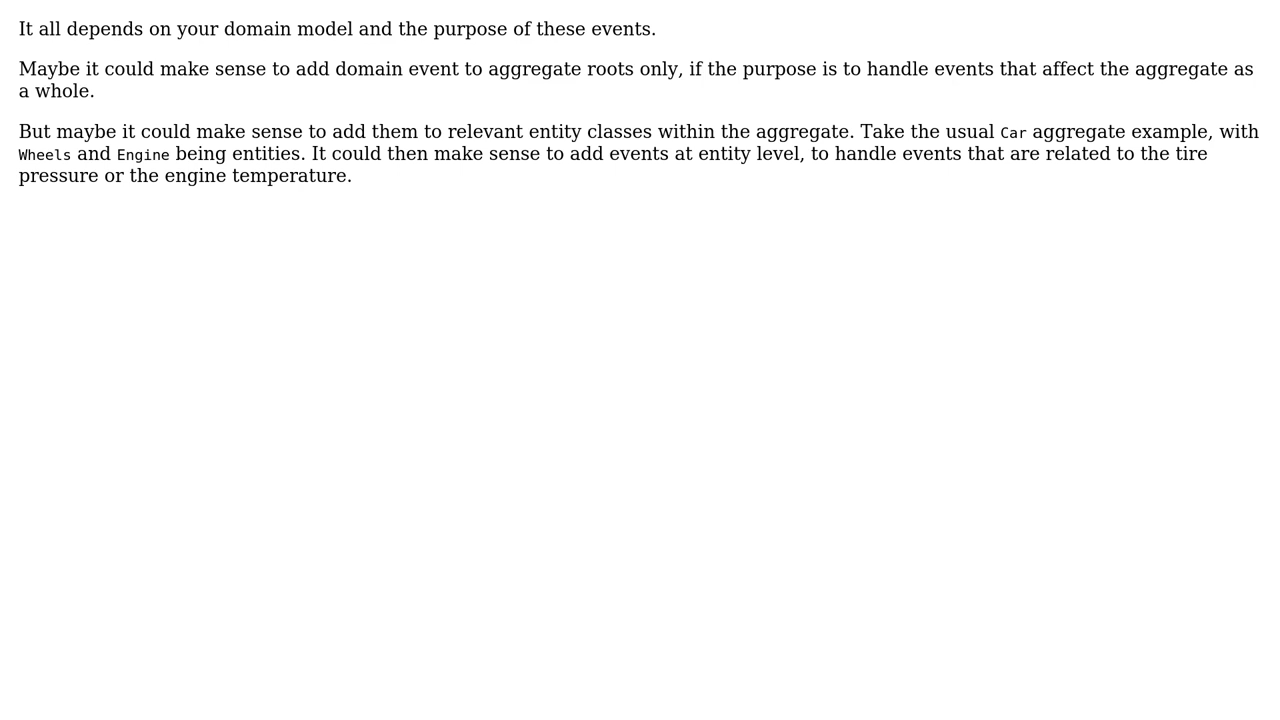 It all depends on your domain model and the purpose of these events.
Maybe it could make sense to add domain event to aggregate roots only, if the purpose is to handle events that affect the aggregate as
a whole.
But maybe it could make sense to add them to relevant entity classes within the aggregate. Take the usual Car aggregate example, with
Wheels and Engine being entities. It could then make sense to add events at entity level, to handle events that are related to the tire
pressure or the engine temperature.